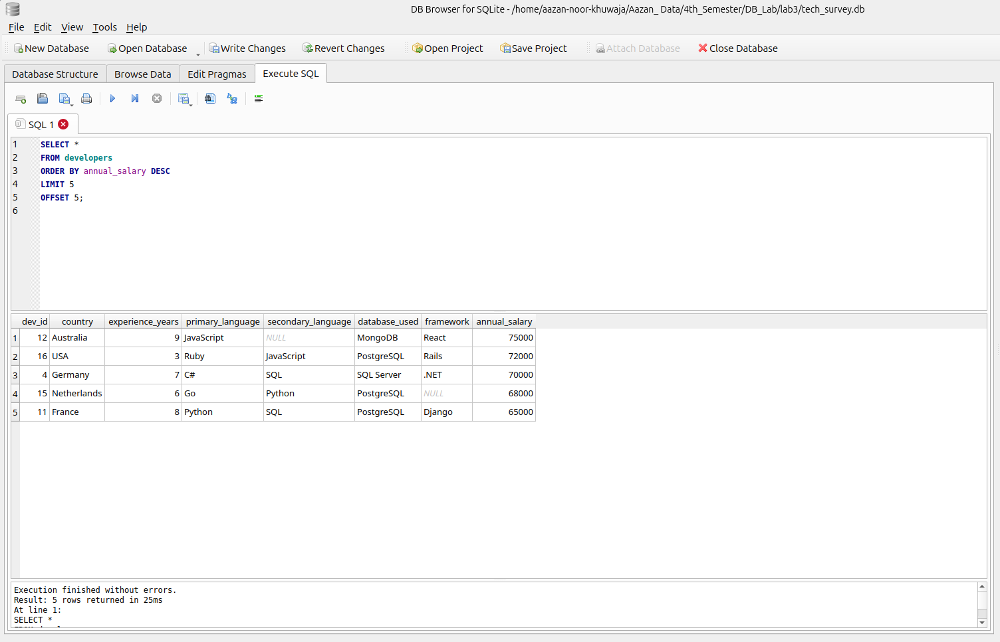 DB Browser for SQLite - /home/aazan-noor-khuwaja/Aazan_ Data/4th_Semester/DB_Lab/lab3/tech_survey.db
File Edit View Tools Help
New Database Open Database Write Changes Revert Changes Open Project Save Project Attach Database Close Database
Database Structure Browse Data Edit Pragmas Execute SQL
SQL 1
1 SELECT *
2 FROM developers
3 ORDER BY annual_salary DESC
4 LIMIT 5
5 OFFSET 5;
6
dev_id country experience_years primary_language secondary_language database_used framework annual_salary
1 12 Australia 9 JavaScript NULL MongoDB React 75000
2 16 USA 3 Ruby JavaScript PostgreSQL Rails 72000
3 4 Germany 7 C# SQL SQL Server .NET 70000
4 15 Netherlands 6 Go Python PostgreSQL NULL 68000
5 11 France 8 Python SQL PostgreSQL Django 65000
Execution finished without errors.
Result: 5 rows returned in 25ms
At line 1:
SELECT *